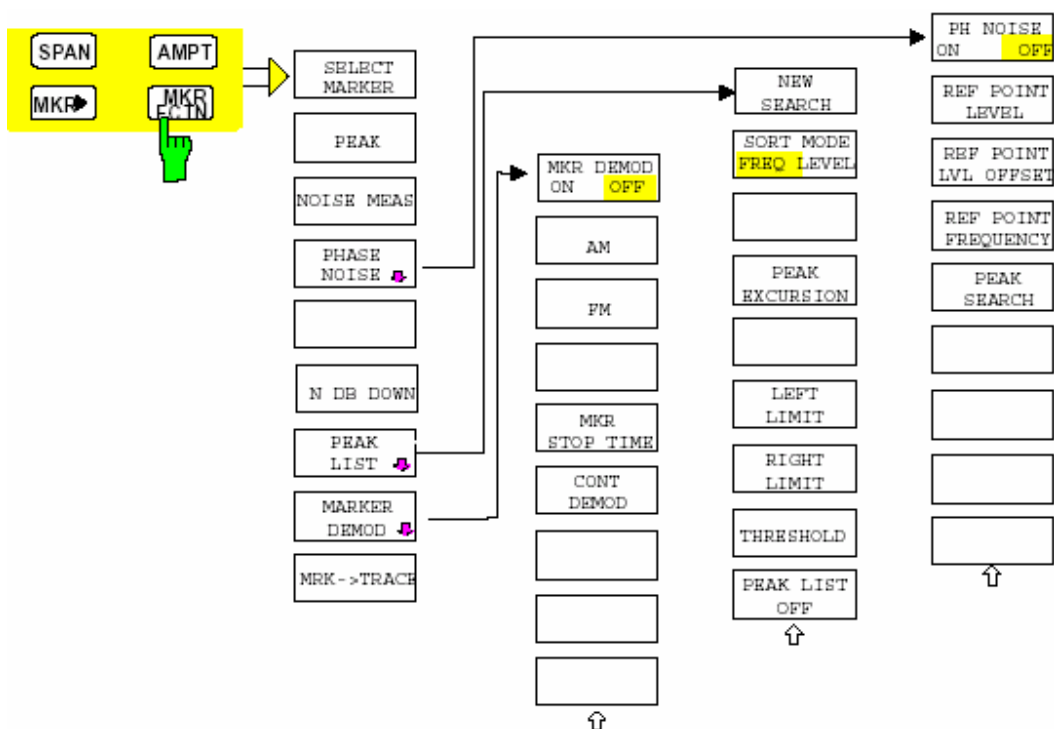 SPAN
AMPT
MKR
MKR
FCTN
SELECT
MARKER
PEAK
NOISE MEAS
PHASE
NOISE
N DB DOWN
PEAK
LIST
MARKER
DEMOD
MRK->TRACE
MKR DEMOD
ON OFF
AM
FM
MKR
STOP TIME
CONT
DEMOD
NEW
SEARCH
SORT MODE
FREQ LEVEL
PEAK
EXCURSION
LEFT
LIMIT
RIGHT
LIMIT
THRESHOLD
PEAK LIST
OFF
PH NOISE
ON OFF
REF POINT
LEVEL
REF POINT
LVL OFFSET
REF POINT
FREQUENCY
PEAK
SEARCH